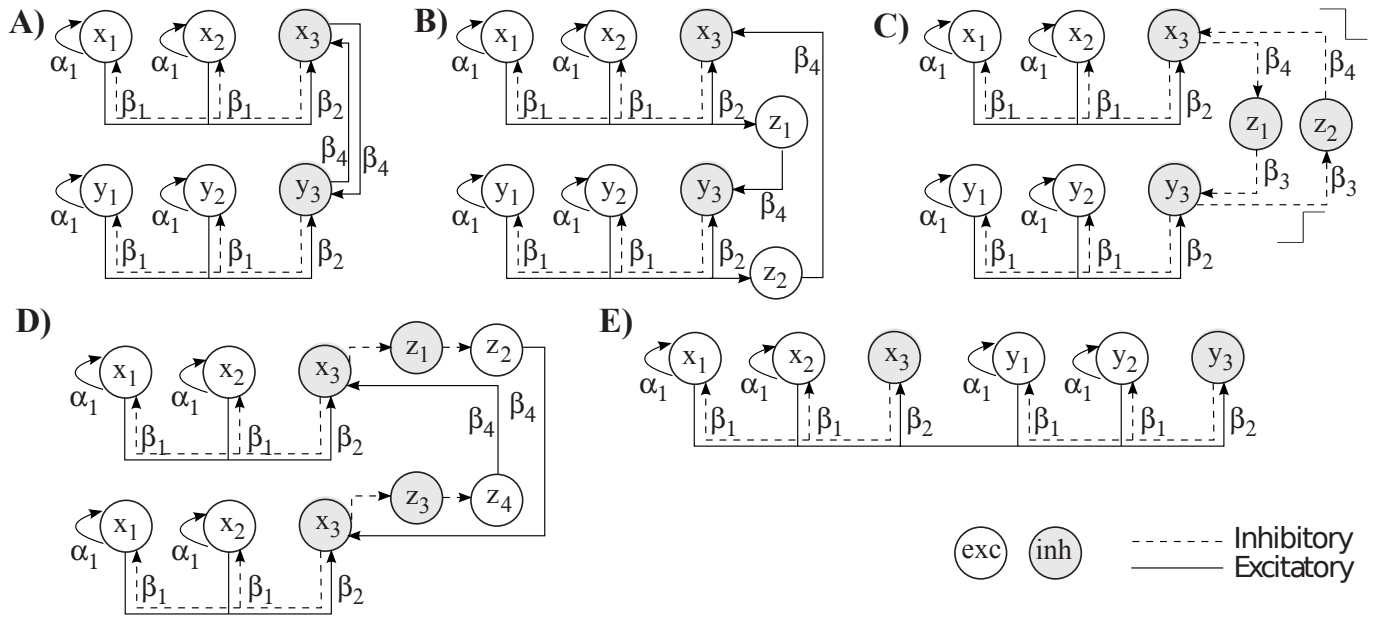 A)
x1 x2 x3
α1 α1
β1 β1 β2
β4 β4
y1 y2 y3
α1 α1
β1 β1 β2
B)
x1 x2 x3
α1 α1
β1 β1 β2
β4
z1
y1 y2 y3
β4
α1 α1
β1 β1 β2
z2
C)
x1 x2 x3
α1 α1
β4 β4
β1 β1 β2
z1 z2
y1 y2 y3
β3 β3
α1 α1
β1 β1 β2
D)
x1 x2 x3 z1 z2
α1 α1
β4 β4
β1 β1 β2
x1 x2 x3 z3 z4
α1 α1
β1 β1 β2
E)
x1 x2 x3 y1 y2 y3
α1 α1 α1 α1
β1 β1 β2 β1 β1 β2
exc inh
Inhibitory
Excitatory